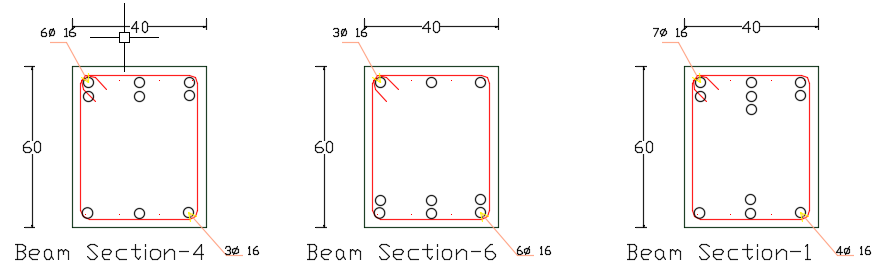 40
6Ø 16
60
3Ø 16
Beam Section-4
40
3Ø 16
60
6Ø 16
Beam Section-6
40
7Ø 16
60
4Ø 16
Beam Section-1